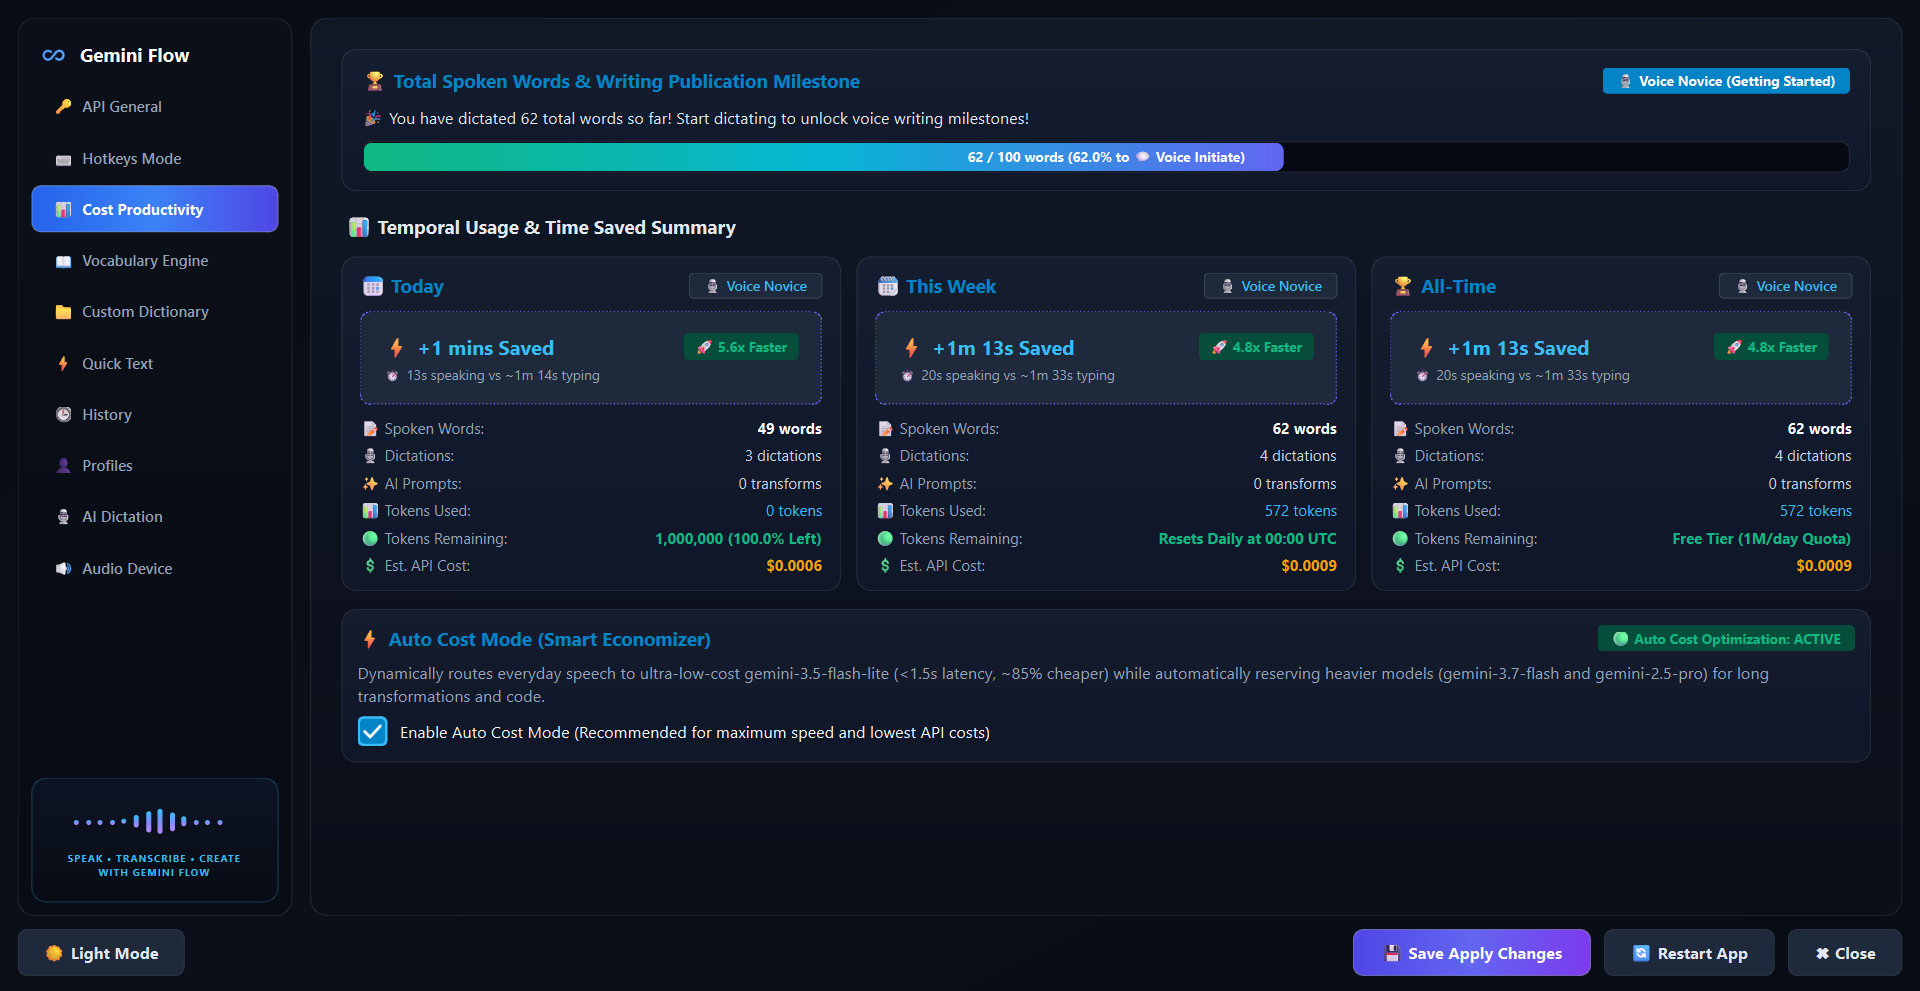 Gemini Flow
API General
Hotkeys Mode
Cost Productivity
Vocabulary Engine
Custom Dictionary
Quick Text
History
Profiles
AI Dictation
Audio Device
SPEAK • TRANSCRIBE • CREATE
WITH GEMINI FLOW
Total Spoken Words & Writing Publication Milestone
Voice Novice (Getting Started)
You have dictated 62 total words so far! Start dictating to unlock voice writing milestones!
62 / 100 words (62.0% to Voice Initiate)
Temporal Usage & Time Saved Summary
Today
Voice Novice
+1 mins Saved
5.6x Faster
13s speaking vs ~1m 14s typing
Spoken Words: 49 words
Dictations: 3 dictations
AI Prompts: 0 transforms
Tokens Used: 0 tokens
Tokens Remaining: 1,000,000 (100.0% Left)
$ Est. API Cost: $0.0006
This Week
Voice Novice
+1m 13s Saved
4.8x Faster
20s speaking vs ~1m 33s typing
Spoken Words: 62 words
Dictations: 4 dictations
AI Prompts: 0 transforms
Tokens Used: 572 tokens
Tokens Remaining: Resets Daily at 00:00 UTC
$ Est. API Cost: $0.0009
All-Time
Voice Novice
+1m 13s Saved
4.8x Faster
20s speaking vs ~1m 33s typing
Spoken Words: 62 words
Dictations: 4 dictations
AI Prompts: 0 transforms
Tokens Used: 572 tokens
Tokens Remaining: Free Tier (1M/day Quota)
$ Est. API Cost: $0.0009
Auto Cost Mode (Smart Economizer)
Auto Cost Optimization: ACTIVE
Dynamically routes everyday speech to ultra-low-cost gemini-3.5-flash-lite (<1.5s latency, ~85% cheaper) while automatically reserving heavier models (gemini-3.7-flash and gemini-2.5-pro) for long
transformations and code.
Enable Auto Cost Mode (Recommended for maximum speed and lowest API costs)
Light Mode
Save Apply Changes
Restart App
✖ Close